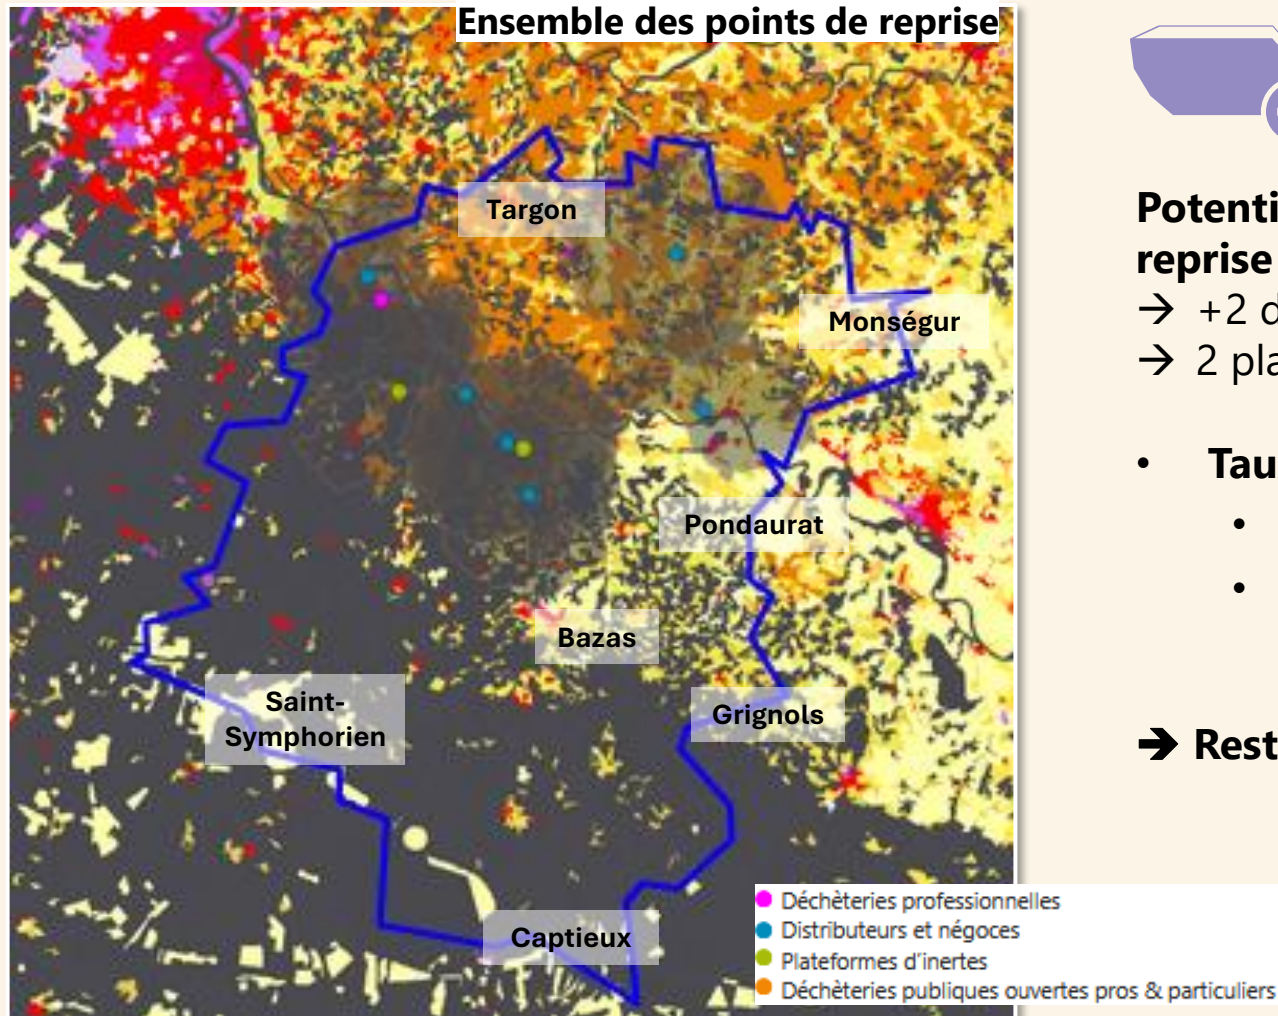 Ensemble des points de reprise
Targon
Monségur
Pondaurat
Bazas
Saint-
Symphorien
Grignols
Captieux
Déchèteries professionnelles
Distributeurs et négoces
Plateformes d'inertes
Déchèteries publiques ouvertes pros & particuliers
Potenti
reprise
→ +2 d
→ 2 pla
• Tau
•
•
→ Rest